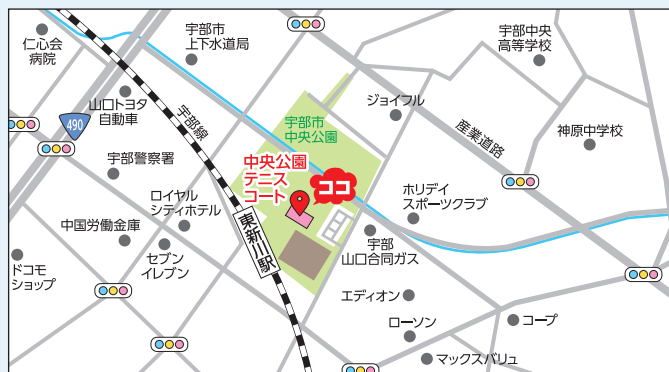 仁心会
病院
宇部市
上下水道局
中央公園
宇部中央
高等学校
山口トヨタ
自動車
490
宇部線
宇部市
中央公園
ジョイフル
産業道路
神原中学校
宇部警察署
中央公園
テニス
コート
ココ
ロイヤル
シティホテル
ホリデイ
スポーツクラブ
中国労働金庫
セブン
イレブン
東新川駅
宇部
山口合同ガス
ドコモ
ショップ
エディオン
ローソン
コープ
マックスバリュ